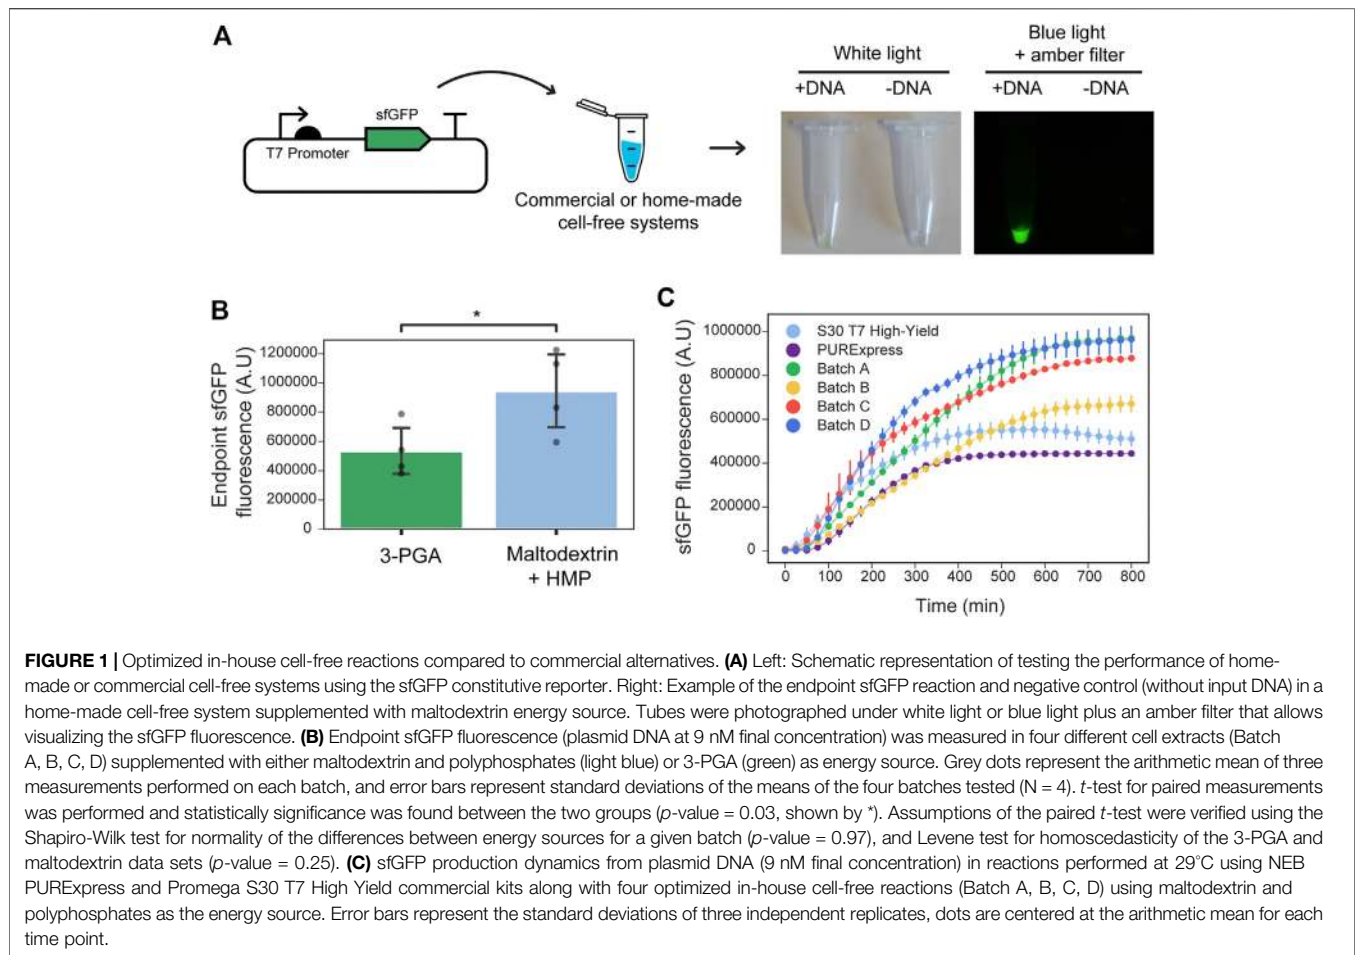 A
White light
Blue light
+ amber filter
+DNA
-DNA
+DNA
-DNA
sfGFP
T7 Promoter
Commercial or home-made
cell-free systems
B
*
Endpoint sfGFP
fluorescence (A.U)
1200000
1000000
800000
600000
400000
200000
0
3-PGA
Maltodextrin
+ HMP
C
sfGFP fluorescence (A.U)
1000000
800000
600000
400000
200000
0
S30 T7 High-Yield
PURExpress
Batch A
Batch B
Batch C
Batch D
0 100 200 300 400 500 600 700 800
Time (min)
FIGURE 1 | Optimized in-house cell-free reactions compared to commercial alternatives. (A) Left: Schematic representation of testing the performance of home-
made or commercial cell-free systems using the sfGFP constitutive reporter. Right: Example of the endpoint sfGFP reaction and negative control (without input DNA) in a
home-made cell-free system supplemented with maltodextrin energy source. Tubes were photographed under white light or blue light plus an amber filter that allows
visualizing the sfGFP fluorescence. (B) Endpoint sfGFP fluorescence (plasmid DNA at 9 nM final concentration) was measured in four different cell extracts (Batch
A, B, C, D) supplemented with either maltodextrin and polyphosphates (light blue) or 3-PGA (green) as energy source. Grey dots represent the arithmetic mean of three
measurements performed on each batch, and error bars represent standard deviations of the means of the four batches tested (N = 4). t-test for paired measurements
was performed and statistically significance was found between the two groups (p-value = 0.03, shown by *). Assumptions of the paired t-test were verified using the
Shapiro-Wilk test for normality of the differences between energy sources for a given batch (p-value = 0.97), and Levene test for homoscedasticity of the 3-PGA and
maltodextrin data sets (p-value = 0.25). (C) sfGFP production dynamics from plasmid DNA (9 nM final concentration) in reactions performed at 29°C using NEB
PURExpress and Promega S30 T7 High Yield commercial kits along with four optimized in-house cell-free reactions (Batch A, B, C, D) using maltodextrin and
polyphosphates as the energy source. Error bars represent the standard deviations of three independent replicates, dots are centered at the arithmetic mean for each
time point.